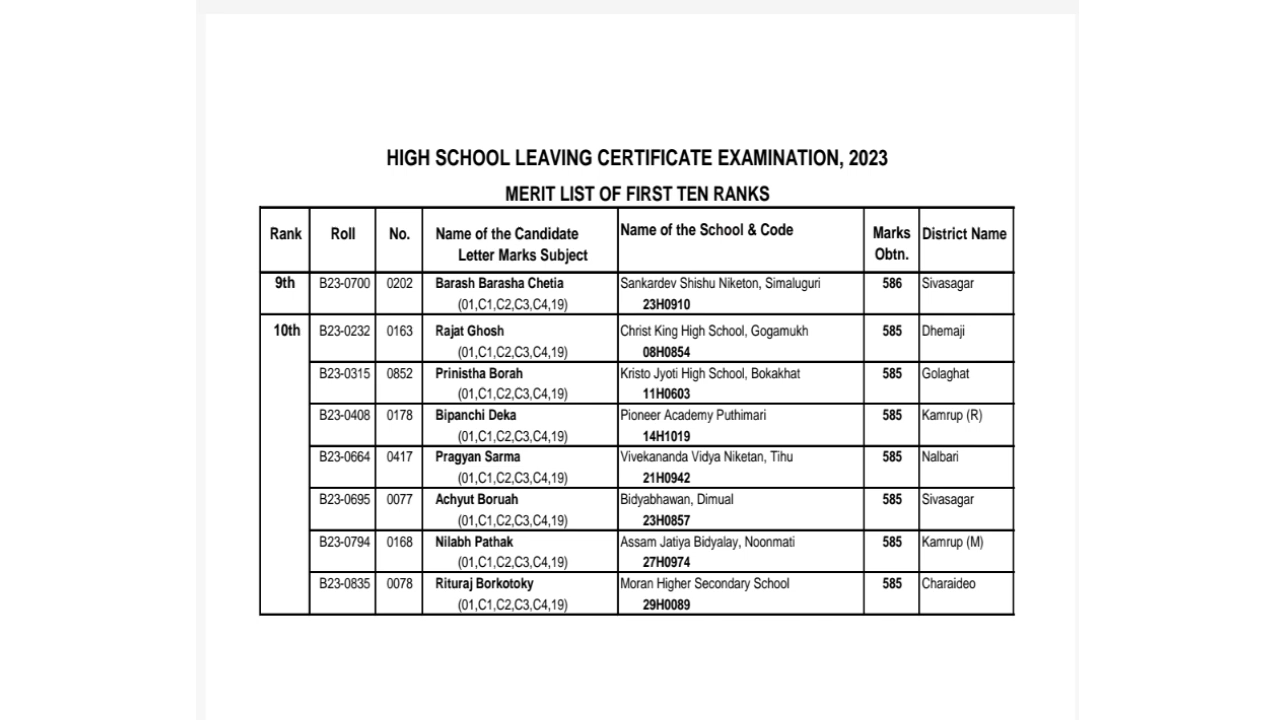 HIGH SCHOOL LEAVING CERTIFICATE EXAMINATION, 2023
MERIT LIST OF FIRST TEN RANKS
Rank Roll No. Name of the Candidate Name of the School & Code Marks District Name
Letter Marks Subject Obtn.
9th B23-0700 0202 Barash Barasha Chetia Sankardev Shishu Niketon, Simaluguri 586 Sivasagar
(01,C1,C2,C3,C4,19) 23H0910
10th B23-0232 0163 Rajat Ghosh Christ King High School, Gogamukh 585 Dhemaji
(01,C1,C2,C3,C4,19) 08H0854
B23-0315 0852 Prinistha Borah Kristo Jyoti High School, Bokakhat 585 Golaghat
(01,C1,C2,C3,C4,19) 11H0603
B23-0408 0178 Bipanchi Deka Pioneer Academy Puthimari 585 Kamrup (R)
(01,C1,C2,C3,C4,19) 14H1019
B23-0664 0417 Pragyan Sarma Vivekananda Vidya Niketan, Tihu 585 Nalbari
(01,C1,C2,C3,C4,19) 21H0942
B23-0695 0077 Achyut Boruah Bidyabhawan, Dimual 585 Sivasagar
(01,C1,C2,C3,C4,19) 23H0857
B23-0794 0168 Nilabh Pathak Assam Jatiya Bidyalay, Noonmati 585 Kamrup (M)
(01,C1,C2,C3,C4,19) 27H0974
B23-0835 0078 Rituraj Borkotoky Moran Higher Secondary School 585 Charaideo
(01,C1,C2,C3,C4,19) 29H0089